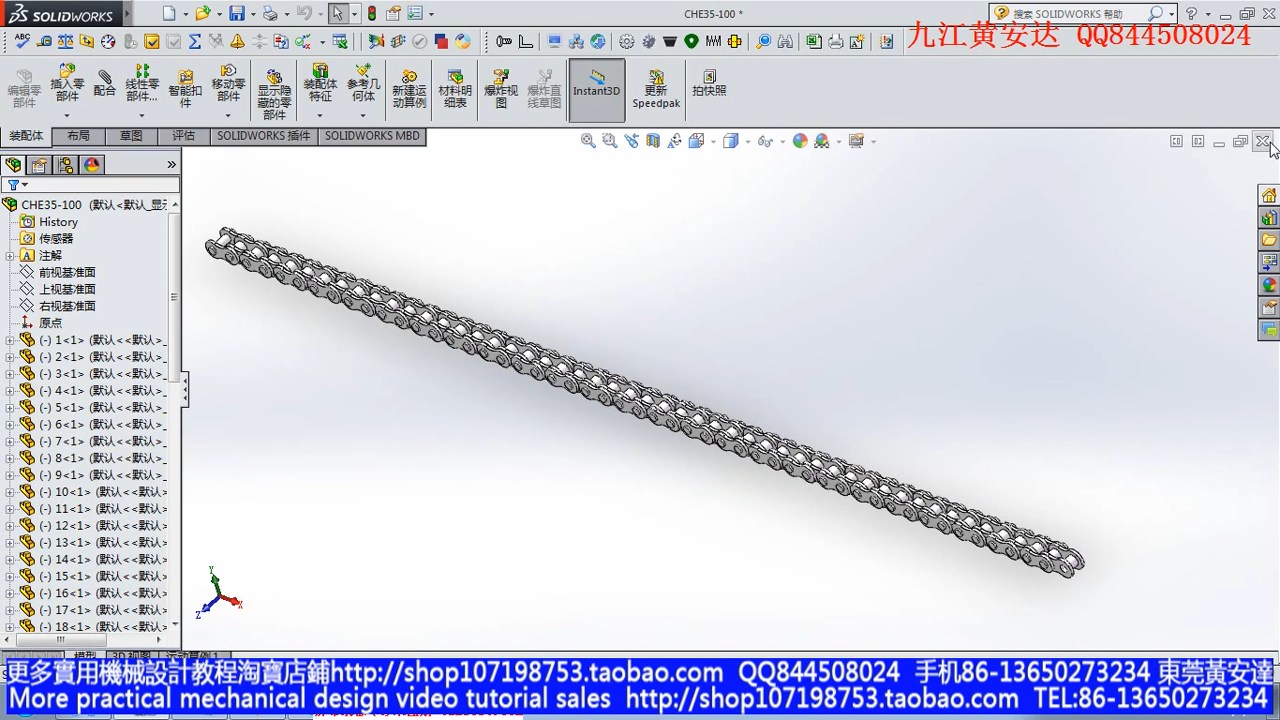 SOLIDWORKS
CHE35-100 *
搜索 SOLIDWORKS 帮助
九江黄安达 QQ844508024
编辑零部件
插入零部件
配合
线性零部件...
智能扣件
移动零部件
显示隐藏的零部件
装配体特征
参考几何体
新建运动算例
材料明细表
爆炸视图
爆炸直线草图
Instant3D
更新 Speedpak
拍快照
装配体
布局
草图
评估
SOLIDWORKS 插件
SOLIDWORKS MBD
CHE35-100 (默认<默认_显示
History
传感器
注解
前视基准面
上视基准面
右视基准面
原点
(-) 1<1> (默认<<默认>_
(-) 2<1> (默认<<默认>_
(-) 3<1> (默认<<默认>_
(-) 4<1> (默认<<默认>_
(-) 5<1> (默认<<默认>_
(-) 6<1> (默认<<默认>_
(-) 7<1> (默认<<默认>_
(-) 8<1> (默认<<默认>_
(-) 9<1> (默认<<默认>_
(-) 10<1> (默认<<默认>
(-) 11<1> (默认<<默认>
(-) 12<1> (默认<<默认>
(-) 13<1> (默认<<默认>
(-) 14<1> (默认<<默认>
(-) 15<1> (默认<<默认>
(-) 16<1> (默认<<默认>
(-) 17<1> (默认<<默认>
(-) 18<1> (默认<<默认>
Y
X
Z
模型
3D 视图
运动算例 1
更多實用機械設計教程淘寶店鋪http://shop107198753.taobao.com QQ844508024 手机86-13650273234 東莞黃安達
More practical mechanical design video tutorial sales http://shop107198753.taobao.com TEL:86-13650273234